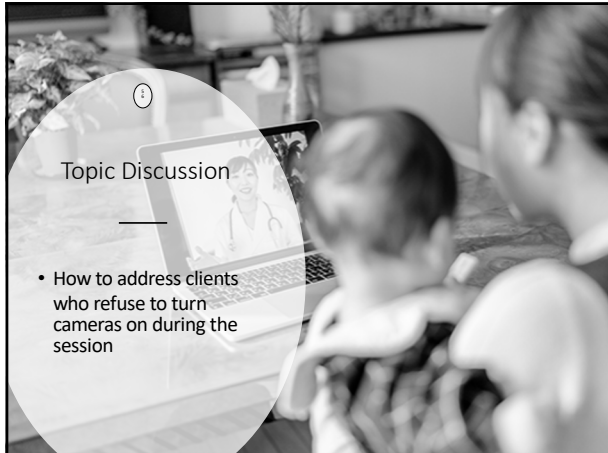 Topic Discussion
• How to address clients
who refuse to turn
cameras on during the
session